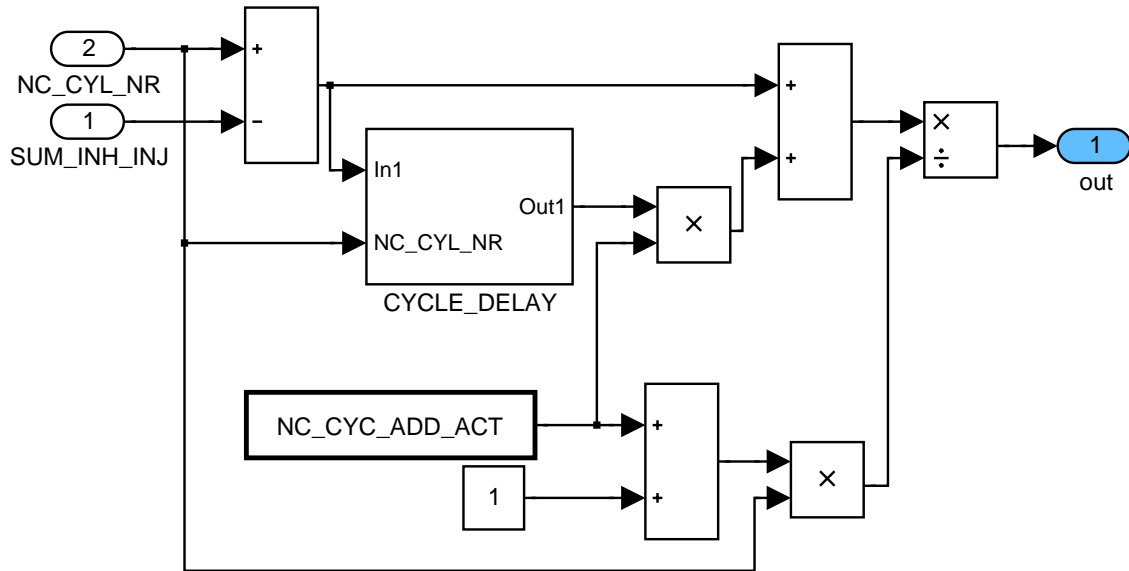 2
NC_CYL_NR
1
SUM_INH_INJ
+
−
In1
NC_CYL_NR
Out1
CYCLE_DELAY
×
+
+
×
÷
1
out
NC_CYC_ADD_ACT
1
+
+
×